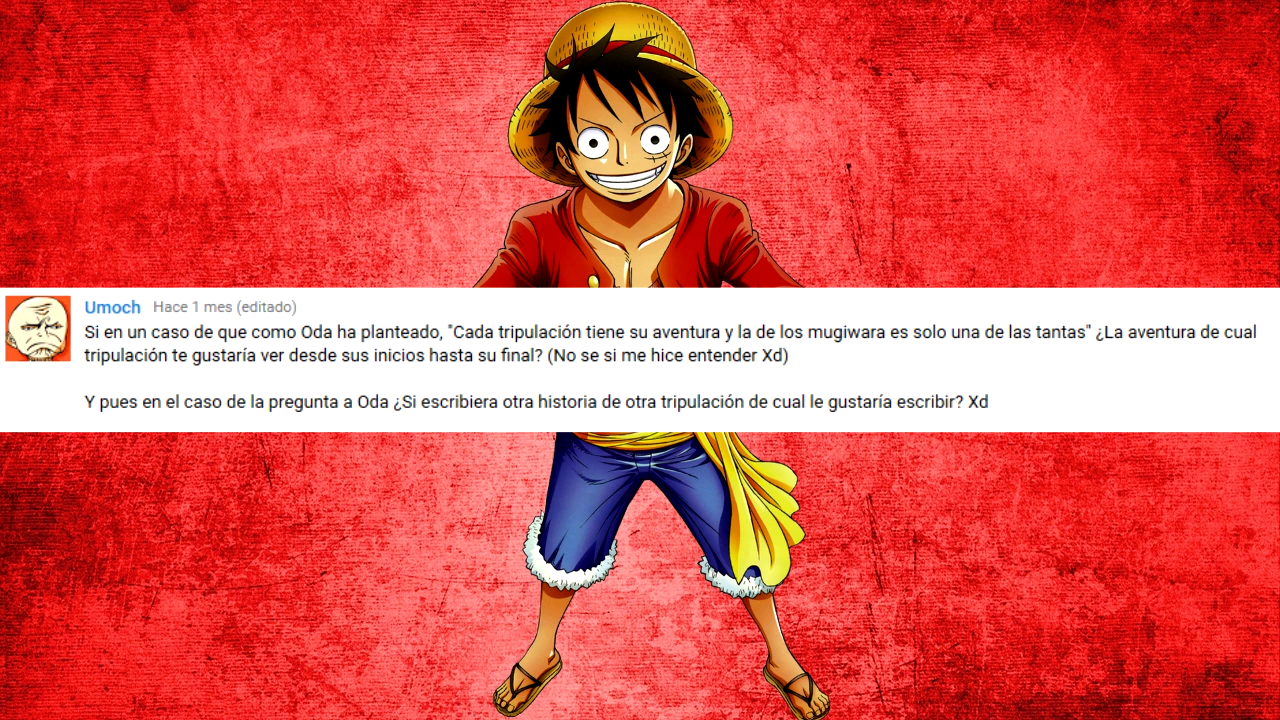 Umoch Hace 1 mes (editado)
Si en un caso de que como Oda ha planteado, "Cada tripulación tiene su aventura y la de los mugiwara es solo una de las tantas" ¿La aventura de cual
tripulación te gustaría ver desde sus inicios hasta su final? (No se si me hice entender Xd)
Y pues en el caso de la pregunta a Oda ¿Si escribiera otra historia de otra tripulación de cual le gustaría escribir? Xd